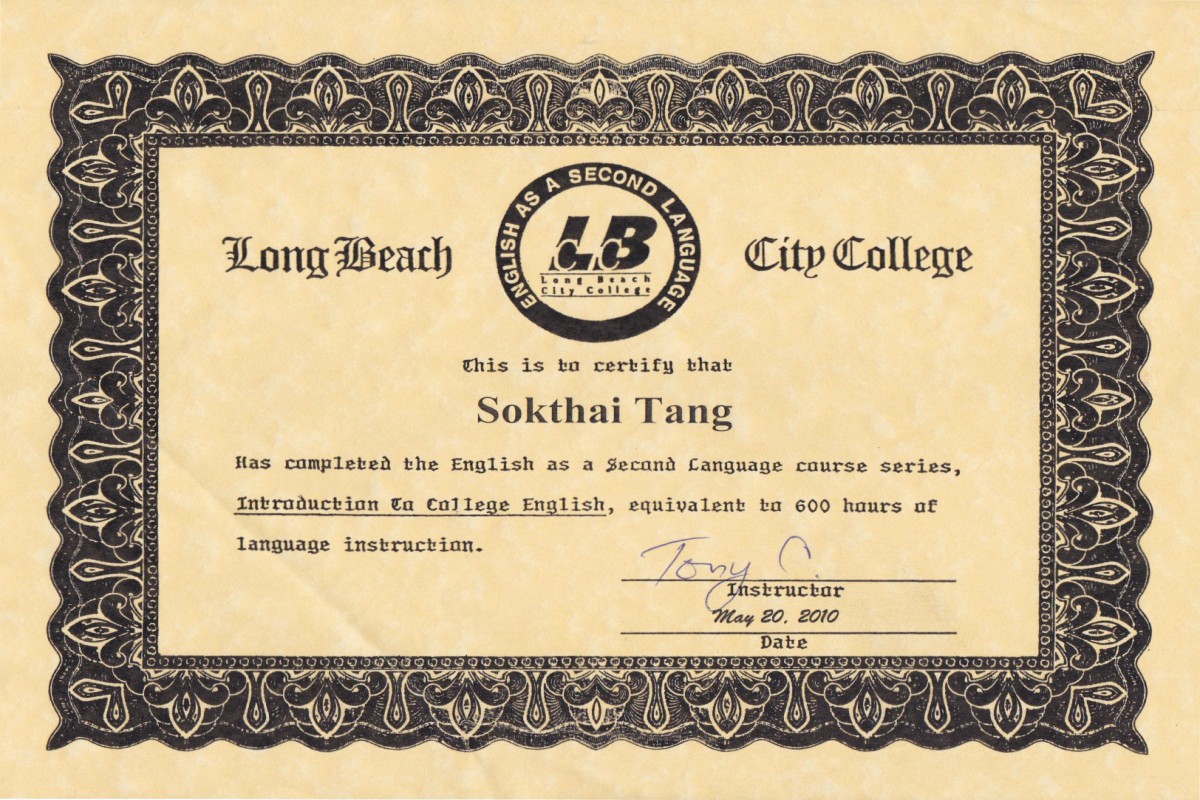 ENGLISH AS A SECOND LANGUAGE
Long Beach
LBCC
City College
Long Beach
City College
This is to certify that
Sokthai Tang
Has completed the English as a Second Language course series,
Introduction To College English, equivalent to 600 hours of
language instruction.
Tony C.
Instructor
May 20, 2010
Date